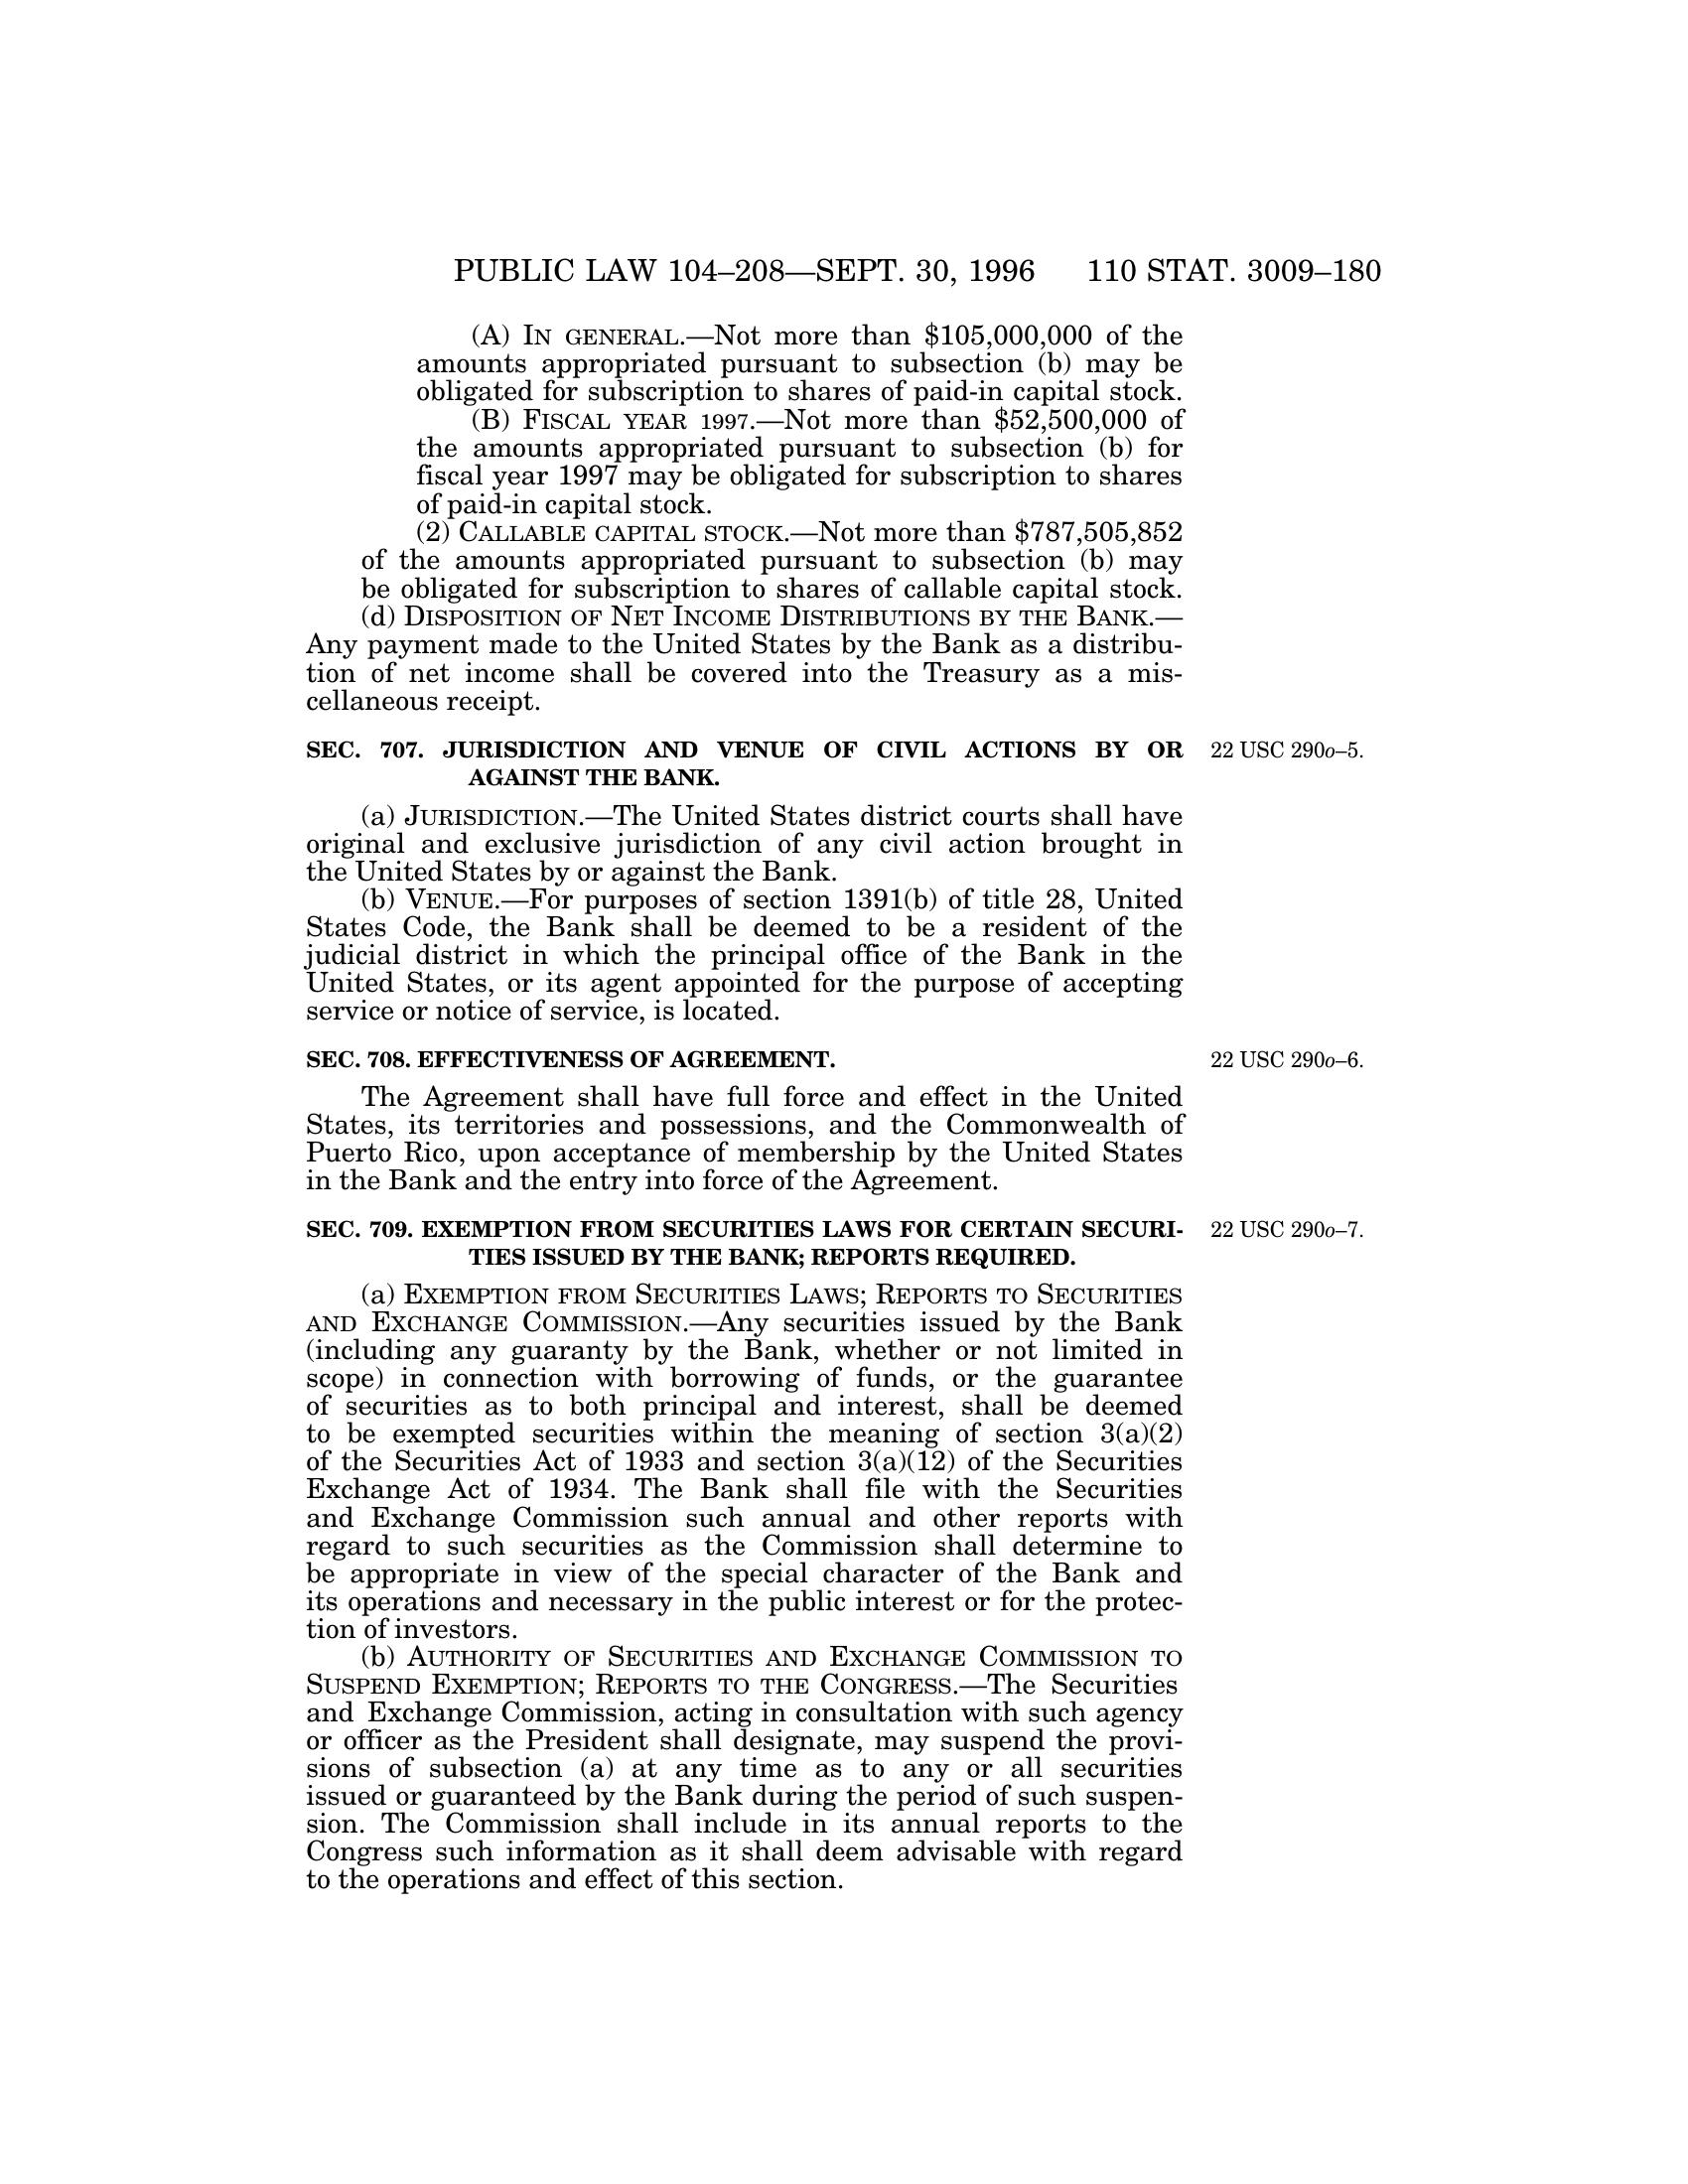 PUBLIC LAW 104–208—SEPT. 30, 1996 110 STAT. 3009–180
(A) IN GENERAL.—Not more than $105,000,000 of the
amounts appropriated pursuant to subsection (b) may be
obligated for subscription to shares of paid-in capital stock.
(B) FISCAL YEAR 1997.—Not more than $52,500,000 of
the amounts appropriated pursuant to subsection (b) for
fiscal year 1997 may be obligated for subscription to shares
of paid-in capital stock.
(2) CALLABLE CAPITAL STOCK.—Not more than $787,505,852
of the amounts appropriated pursuant to subsection (b) may
be obligated for subscription to shares of callable capital stock.
(d) DISPOSITION OF NET INCOME DISTRIBUTIONS BY THE BANK.—
Any payment made to the United States by the Bank as a distribu-
tion of net income shall be covered into the Treasury as a mis-
cellaneous receipt.
SEC. 707. JURISDICTION AND VENUE OF CIVIL ACTIONS BY OR
AGAINST THE BANK.
22 USC 290o–5.
(a) JURISDICTION.—The United States district courts shall have
original and exclusive jurisdiction of any civil action brought in
the United States by or against the Bank.
(b) VENUE.—For purposes of section 1391(b) of title 28, United
States Code, the Bank shall be deemed to be a resident of the
judicial district in which the principal office of the Bank in the
United States, or its agent appointed for the purpose of accepting
service or notice of service, is located.
SEC. 708. EFFECTIVENESS OF AGREEMENT.
22 USC 290o–6.
The Agreement shall have full force and effect in the United
States, its territories and possessions, and the Commonwealth of
Puerto Rico, upon acceptance of membership by the United States
in the Bank and the entry into force of the Agreement.
SEC. 709. EXEMPTION FROM SECURITIES LAWS FOR CERTAIN SECURI-
TIES ISSUED BY THE BANK; REPORTS REQUIRED.
22 USC 290o–7.
(a) EXEMPTION FROM SECURITIES LAWS; REPORTS TO SECURITIES
AND EXCHANGE COMMISSION.—Any securities issued by the Bank
(including any guaranty by the Bank, whether or not limited in
scope) in connection with borrowing of funds, or the guarantee
of securities as to both principal and interest, shall be deemed
to be exempted securities within the meaning of section 3(a)(2)
of the Securities Act of 1933 and section 3(a)(12) of the Securities
Exchange Act of 1934. The Bank shall file with the Securities
and Exchange Commission such annual and other reports with
regard to such securities as the Commission shall determine to
be appropriate in view of the special character of the Bank and
its operations and necessary in the public interest or for the protec-
tion of investors.
(b) AUTHORITY OF SECURITIES AND EXCHANGE COMMISSION TO
SUSPEND EXEMPTION; REPORTS TO THE CONGRESS.—The Securities
and Exchange Commission, acting in consultation with such agency
or officer as the President shall designate, may suspend the provi-
sions of subsection (a) at any time as to any or all securities
issued or guaranteed by the Bank during the period of such suspen-
sion. The Commission shall include in its annual reports to the
Congress such information as it shall deem advisable with regard
to the operations and effect of this section.